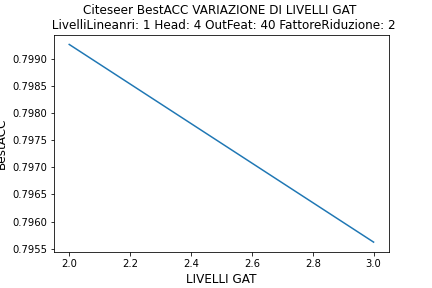 Citeseer BestACC VARIAZIONE DI LIVELLI GAT
LivelliLineanri: 1 Head: 4 OutFeat: 40 FattoreRiduzione: 2
BestACC
0.7990
0.7985
0.7980
0.7975
0.7970
0.7965
0.7960
0.7955
2.0 2.2 2.4 2.6 2.8 3.0
LIVELLI GAT